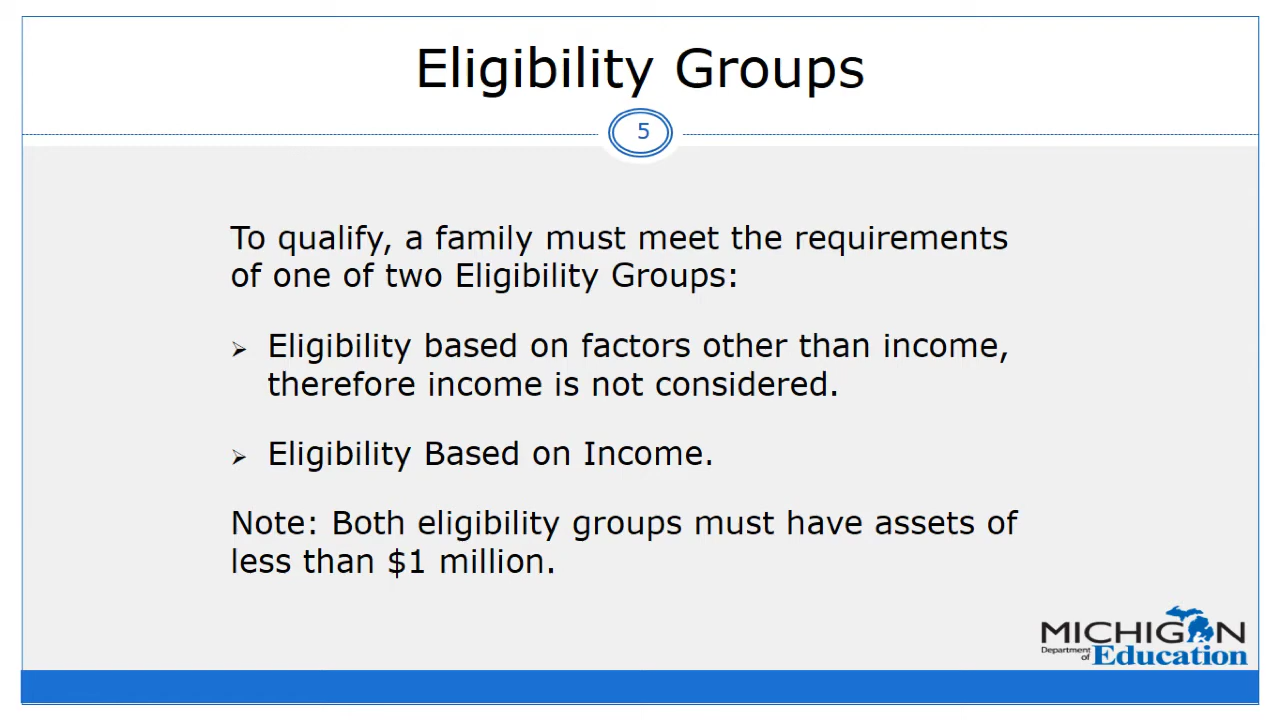 Eligibility Groups
5
To qualify, a family must meet the requirements
of one of two Eligibility Groups:
➢ Eligibility based on factors other than income,
therefore income is not considered.
➢ Eligibility Based on Income.
Note: Both eligibility groups must have assets of
less than $1 million.
MICHIGAN
Department of Education